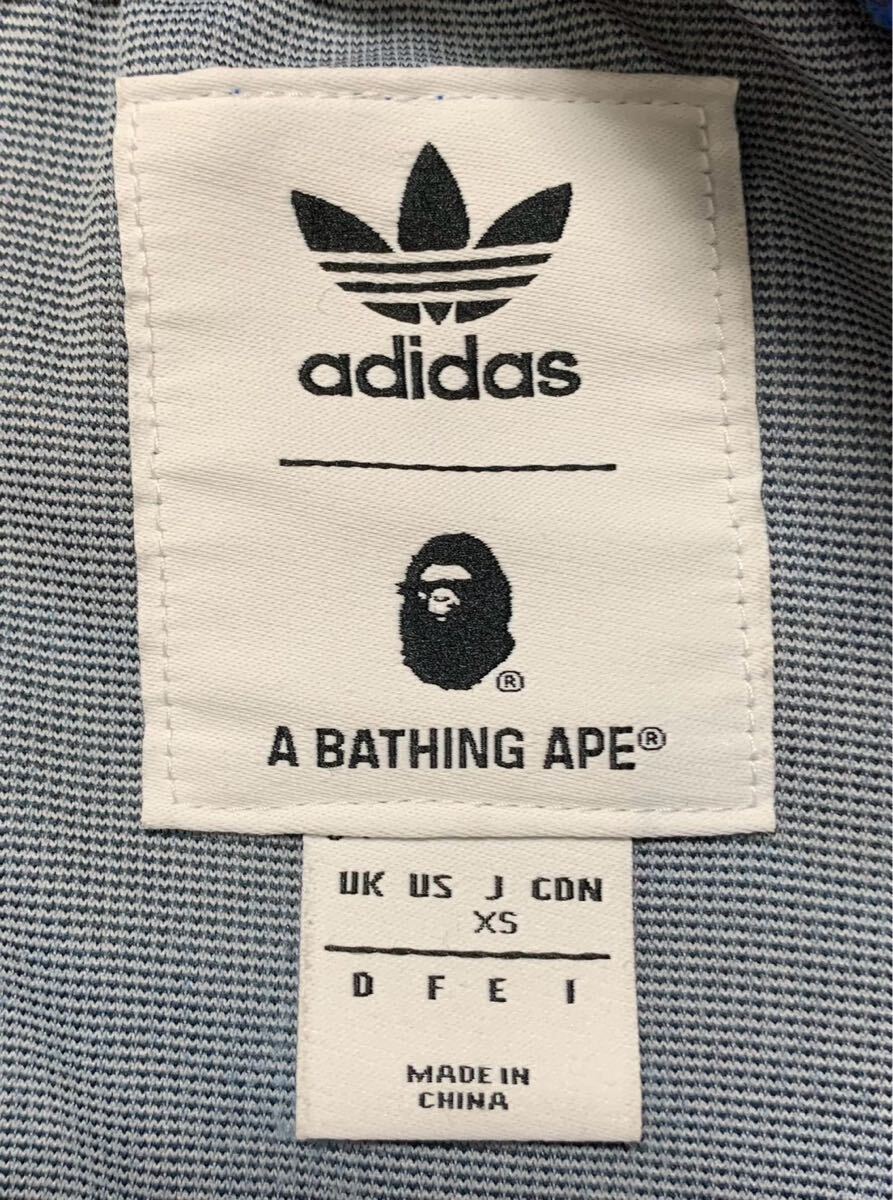 adidas
®
A BATHING APE®
UK US J CDN
XS
D F E I
MADE IN
CHINA